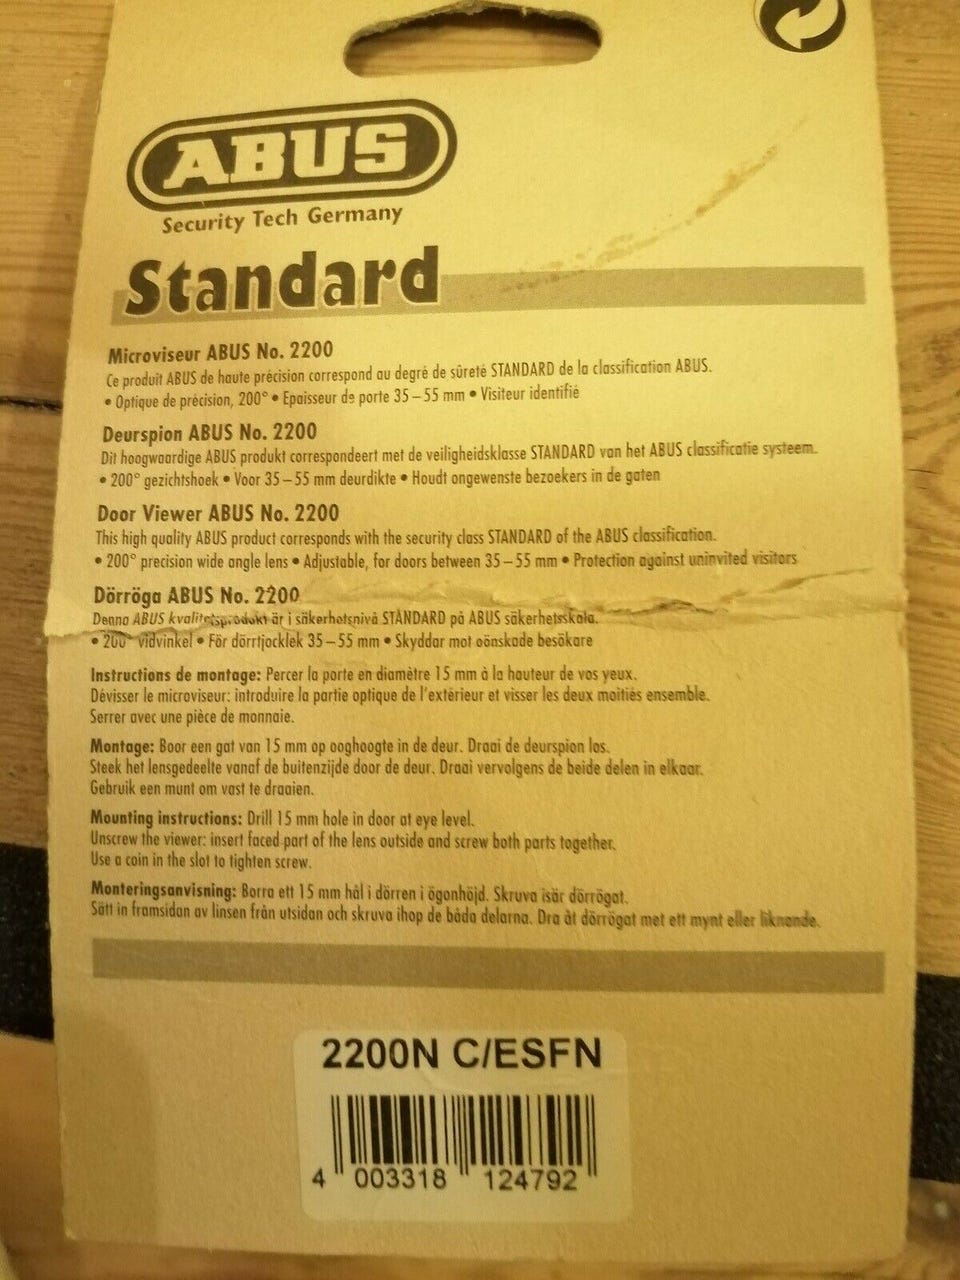 ABUS
Security Tech Germany
Standard
Microviseur ABUS No. 2200
Ce produit ABUS de haute précision correspond au degré de sûreté STANDARD de la classification ABUS.
• Optique de précision, 200° • Epaisseur de porte 35–55 mm • Visiteur identifié
Deurspion ABUS No. 2200
Dit hoogwaardige ABUS produkt correspondeert met de veiligheidsklasse STANDARD van het ABUS classificatie systeem.
• 200° gezichtshoek • Voor 35–55 mm deurdikte • Houdt ongewenste bezoekers in de gaten
Door Viewer ABUS No. 2200
This high quality ABUS product corresponds with the security class STANDARD of the ABUS classification.
• 200° precision wide angle lens • Adjustable, for doors between 35–55 mm • Protection against uninvited visitors
Dörröga ABUS No. 2200
Denna ABUS kvalitetsprodukt är i säkerhetsnivå STANDARD på ABUS säkerhetsskala.
• 200° vidvinkel • För dörrtjocklek 35–55 mm • Skyddar mot oönskade besökare
Instructions de montage: Percer la porte en diamètre 15 mm à la hauteur de vos yeux.
Dévisser le microviseur: introduire la partie optique de l'extérieur et visser les deux moitiés ensemble.
Serrer avec une pièce de monnaie.
Montage: Boor een gat van 15 mm op ooghoogte in de deur. Draai de deurspion los.
Steek het lensgedeelte vanaf de buitenzijde door de deur. Draai vervolgens de beide delen in elkaar.
Gebruik een munt om vast te draaien.
Mounting instructions: Drill 15 mm hole in door at eye level.
Unscrew the viewer: insert faced part of the lens outside and screw both parts together.
Use a coin in the slot to tighten screw.
Monteringsanvisning: Borra ett 15 mm hål i dörren i ögonhöjd. Skruva isär dörrögat.
Sätt in framsidan av linsen från utsidan och skruva ihop de båda delarna. Dra åt dörrögat met ett mynt eller liknande.
2200N C/ESFN
4 003318 124792